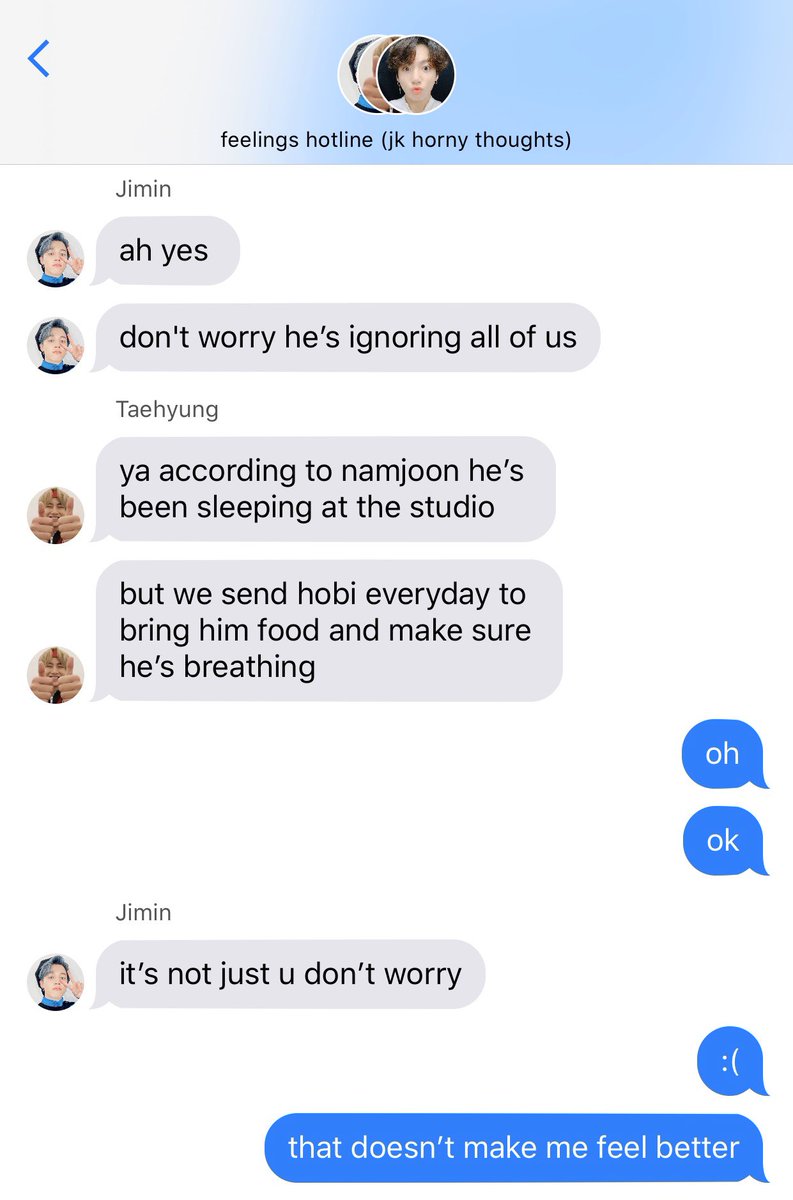 feelings hotline (jk horny thoughts)
Jimin
ah yes
don't worry he’s ignoring all of us
Taehyung
ya according to namjoon he’s
been sleeping at the studio
but we send hobi everyday to
bring him food and make sure
he’s breathing
oh
ok
Jimin
it’s not just u don’t worry
:(
that doesn’t make me feel better